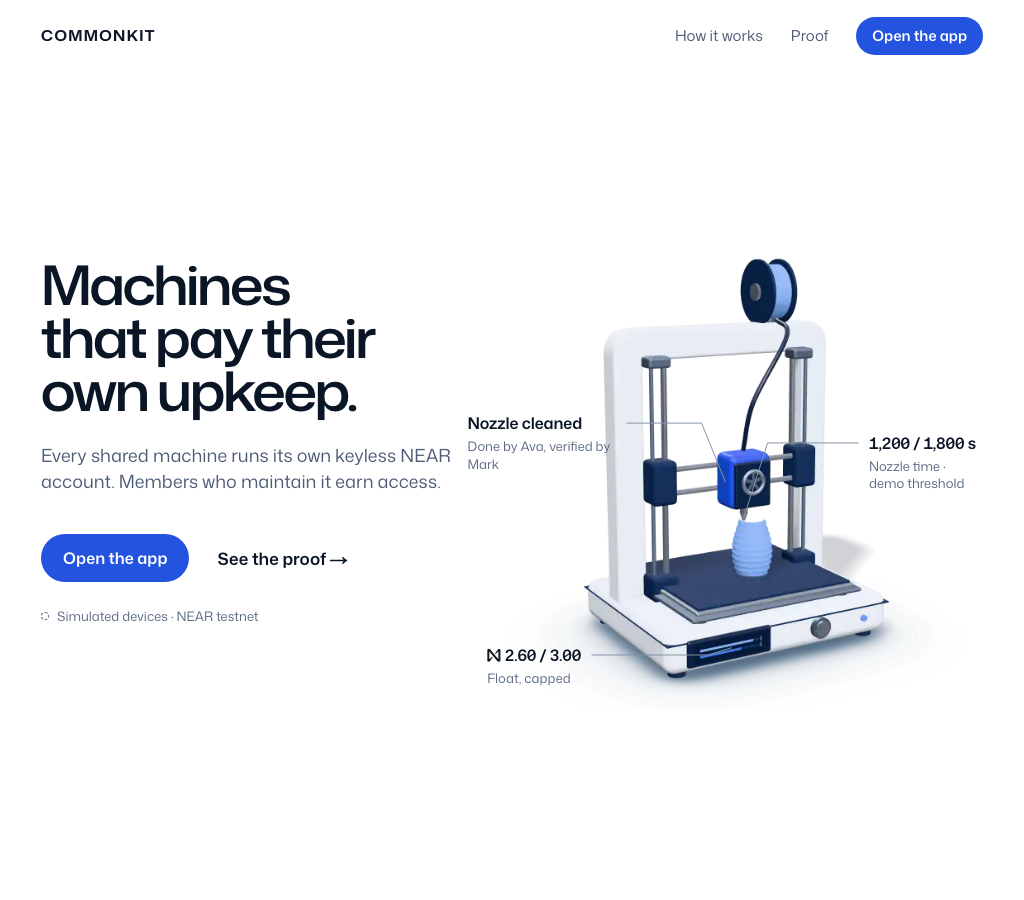 COMMONKIT
How it works
Proof
Open the app
Machines
that pay their
own upkeep.
Every shared machine runs its own keyless NEAR
account. Members who maintain it earn access.
Open the app
See the proof →
Simulated devices · NEAR testnet
Nozzle cleaned
Done by Ava, verified by
Mark
1,200 / 1,800 s
Nozzle time ·
demo threshold
2.60 / 3.00
Float, capped